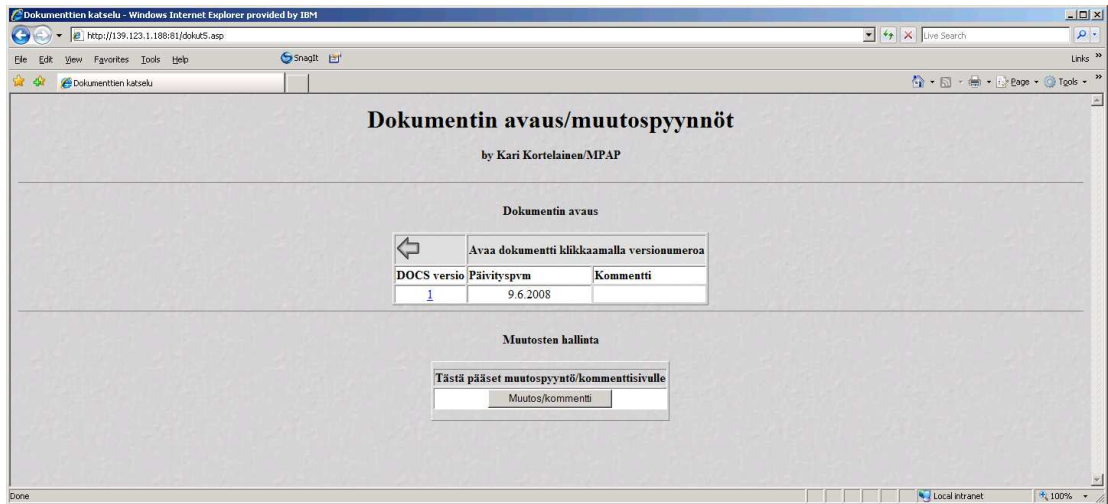 Dokumenttien katselu - Windows Internet Explorer provided by IBM
http://139.123.1.188:81/dokut5.asp
Live Search
File Edit View Favorites Tools Help
SnagIt
Links »
Dokumenttien katselu
Page
Tools
»
Dokumentin avaus/muutospyynnöt
by Kari Kortelainen/MPAP
Dokumentin avaus
Avaa dokumentti klikkaamalla versionumeroa
DOCS versio Päivityspvm Kommentti
1 9.6.2008
Muutosten hallinta
Tästä pääset muutospyyntö/kommenttisivulle
Muutos/kommentti
Done
Local intranet
100%